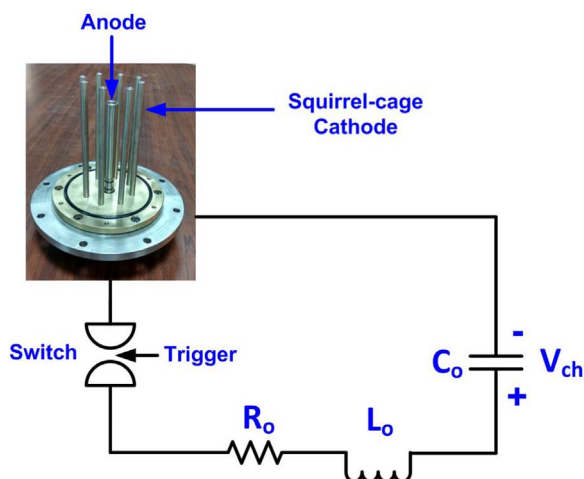 Anode
Squirrel-cage
Cathode
Switch
Trigger
-
Co
Vch
+
Ro
Lo